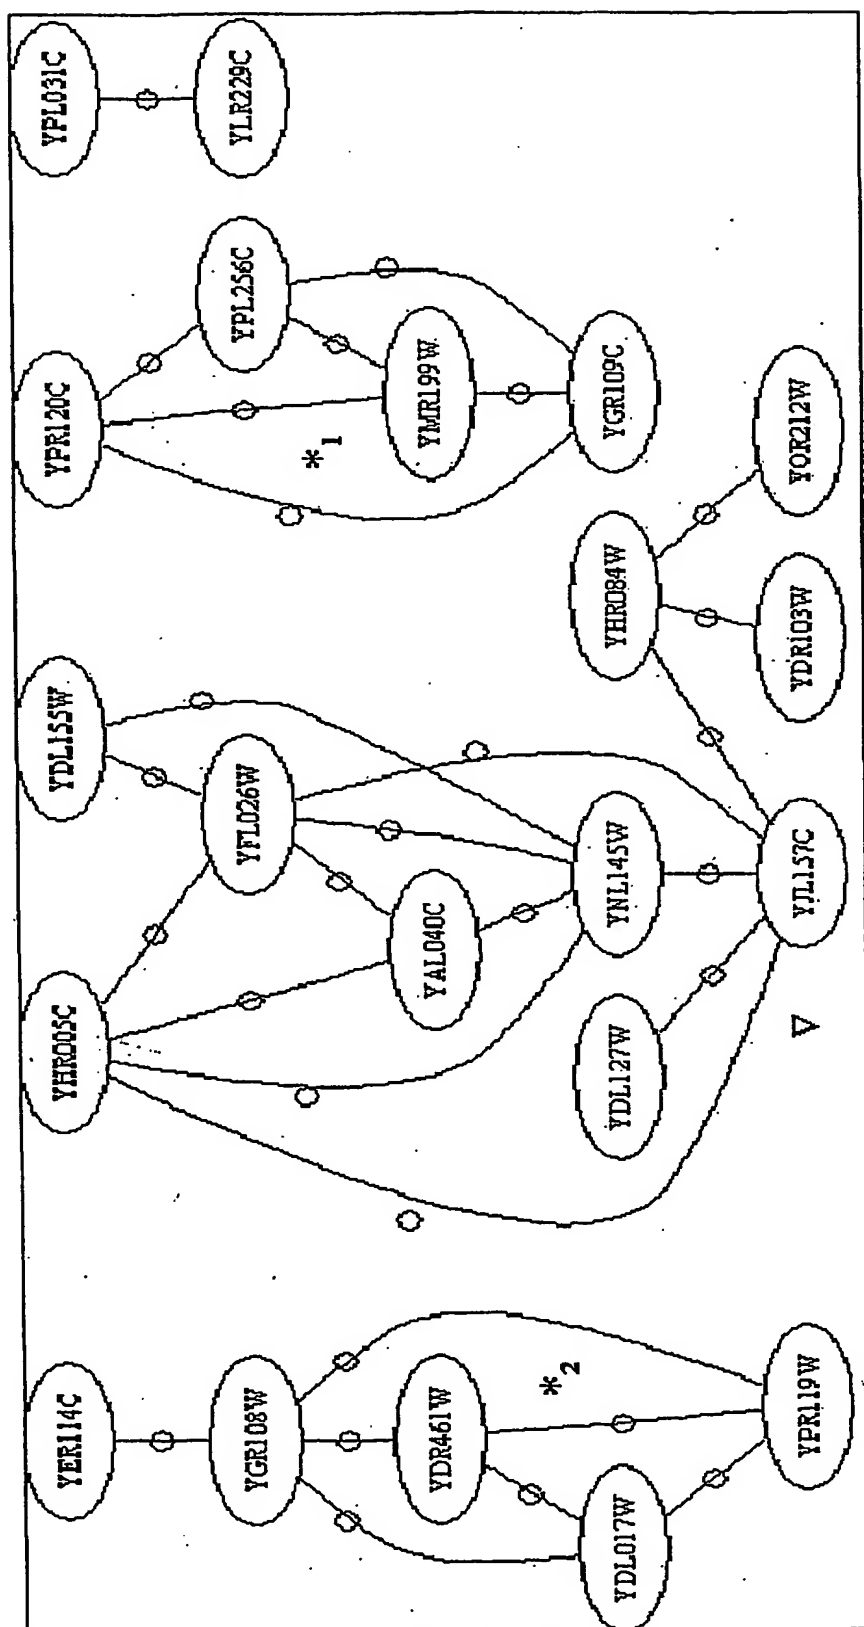 YPL031C
YLR229C
YPR120C
YPL256C
YMR199W
YGR109C
*1
YHR084W
YOR212W
YDR103W
YDL155W
YFL026W
YHR005C
YAL040C
YNL145W
YDL127W
YJL157C
∇
YER114C
YGR108W
YDR461W
*2
YDL017W
YPR119W